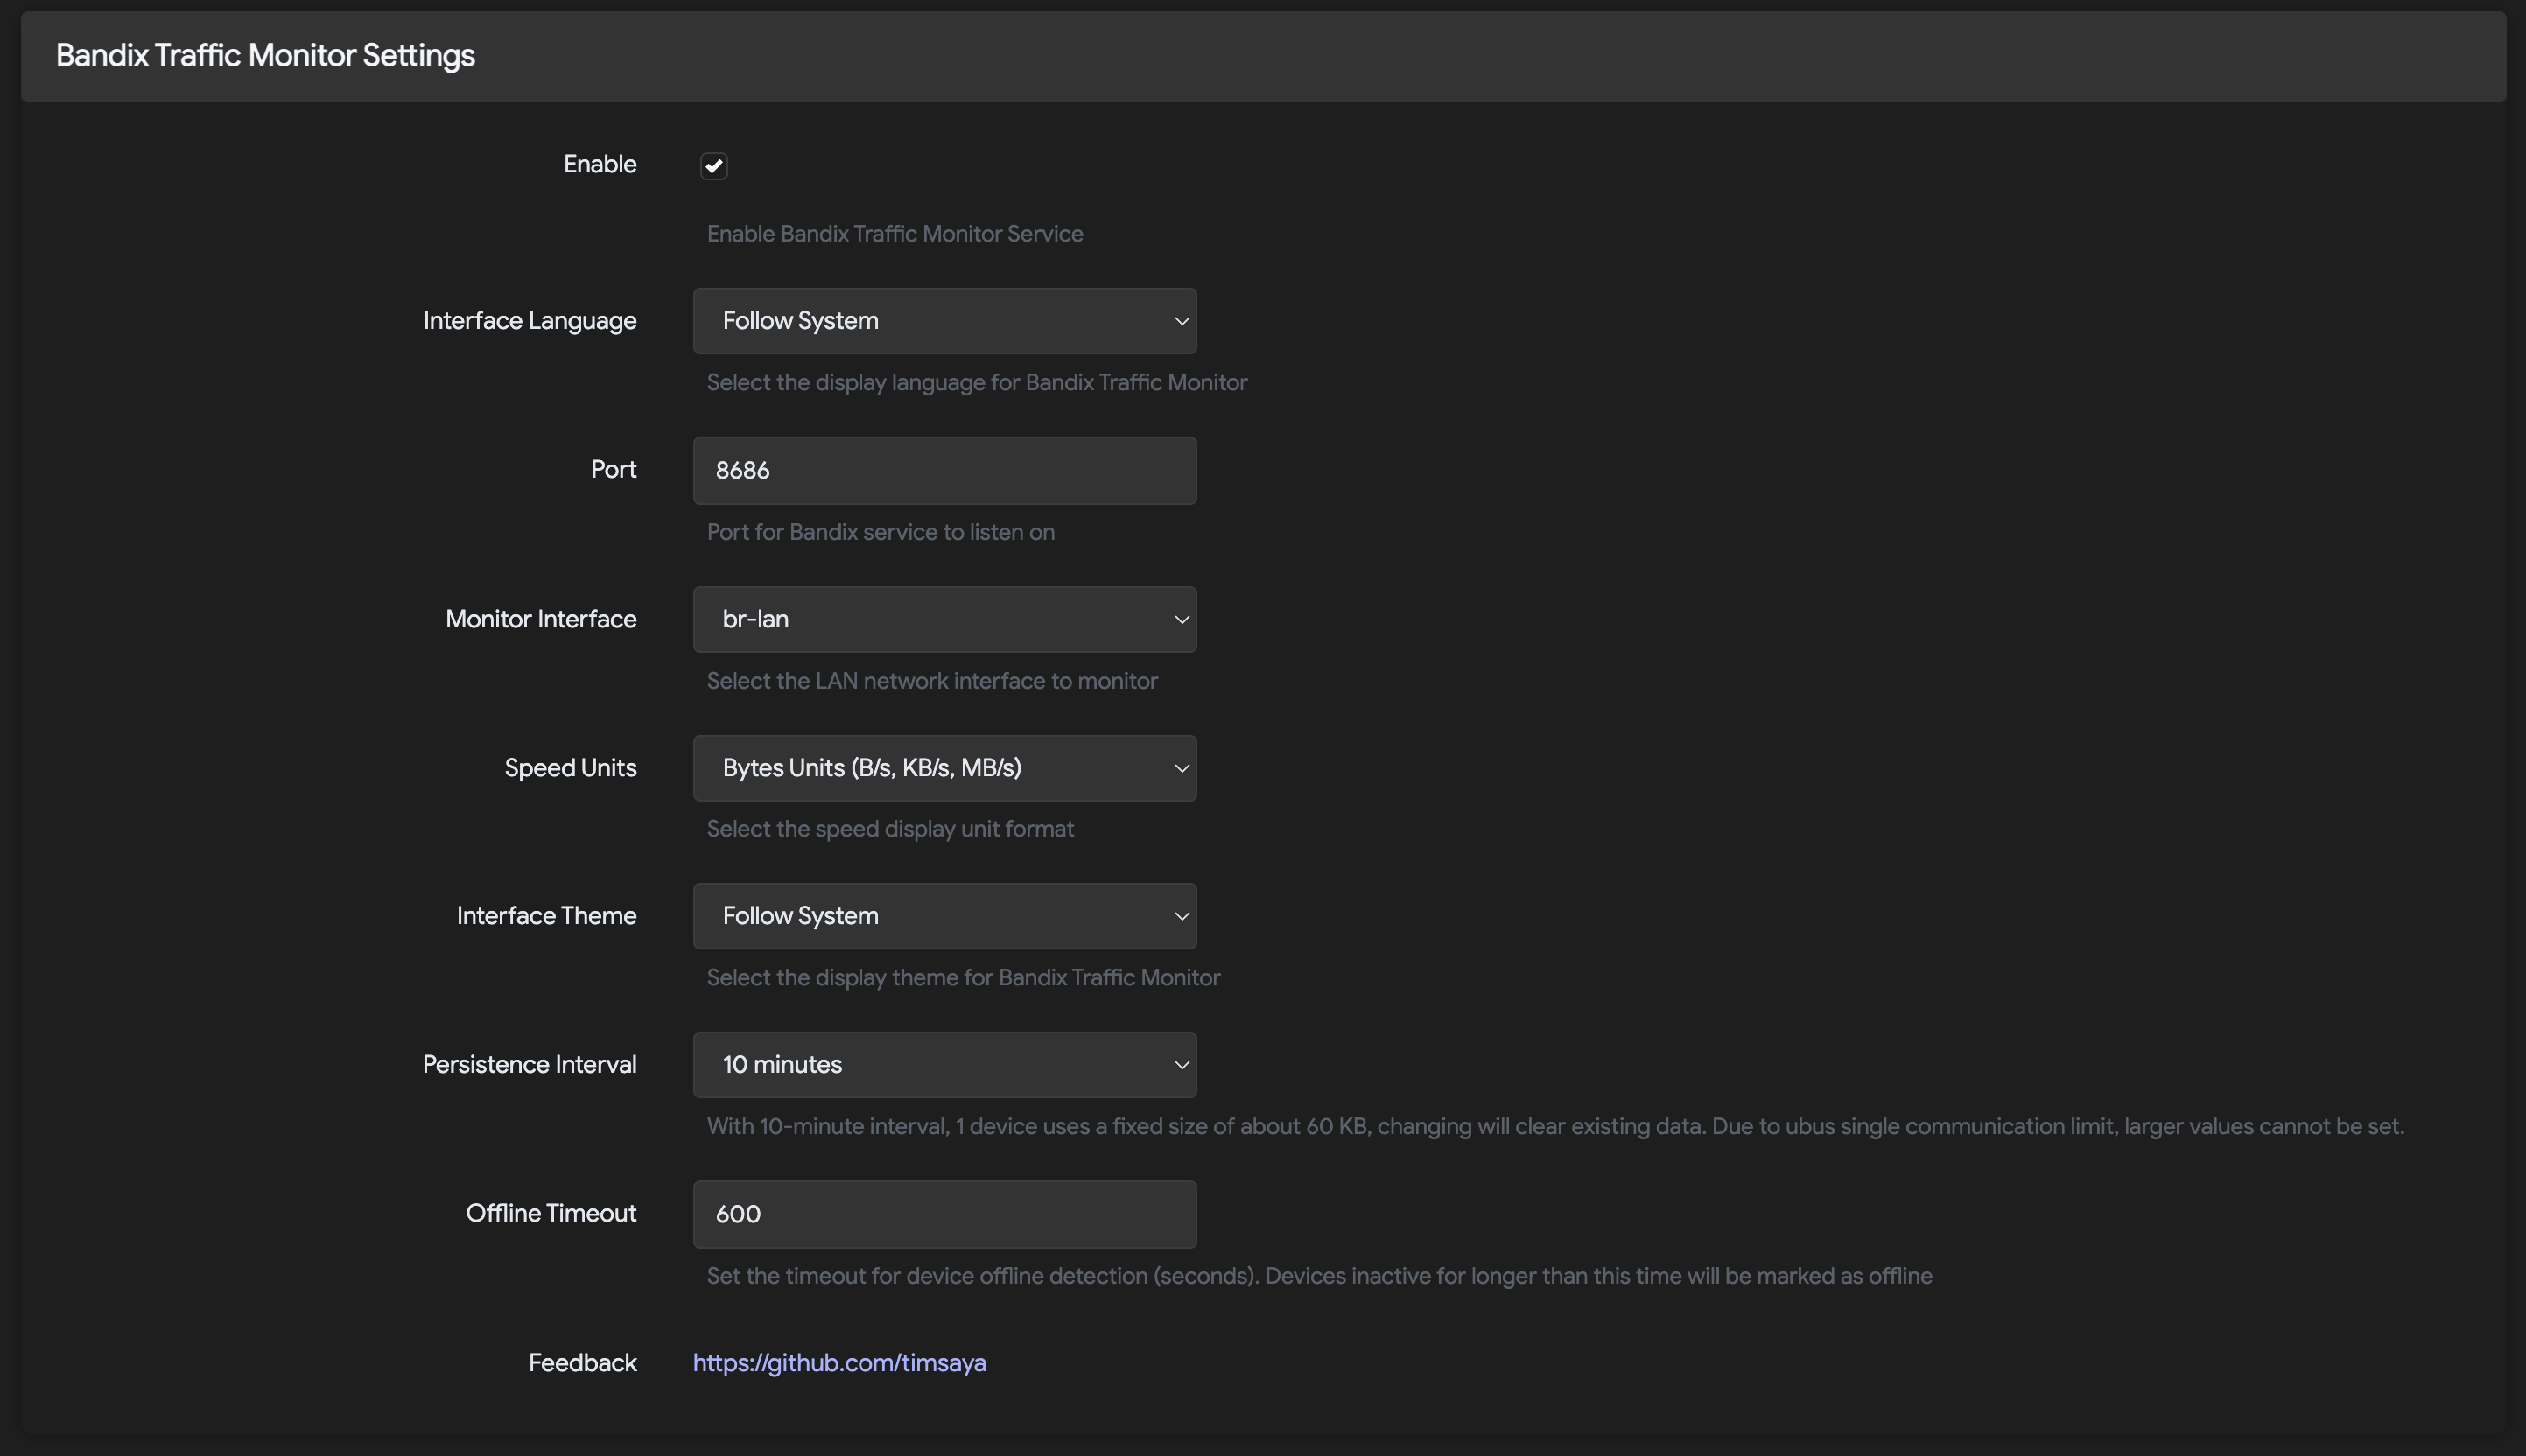 Bandix Traffic Monitor Settings
Enable
Enable Bandix Traffic Monitor Service
Interface Language
Follow System
Select the display language for Bandix Traffic Monitor
Port
8686
Port for Bandix service to listen on
Monitor Interface
br-lan
Select the LAN network interface to monitor
Speed Units
Bytes Units (B/s, KB/s, MB/s)
Select the speed display unit format
Interface Theme
Follow System
Select the display theme for Bandix Traffic Monitor
Persistence Interval
10 minutes
With 10-minute interval, 1 device uses a fixed size of about 60 KB, changing will clear existing data. Due to ubus single communication limit, larger values cannot be set.
Offline Timeout
600
Set the timeout for device offline detection (seconds). Devices inactive for longer than this time will be marked as offline
Feedback
https://github.com/timsaya